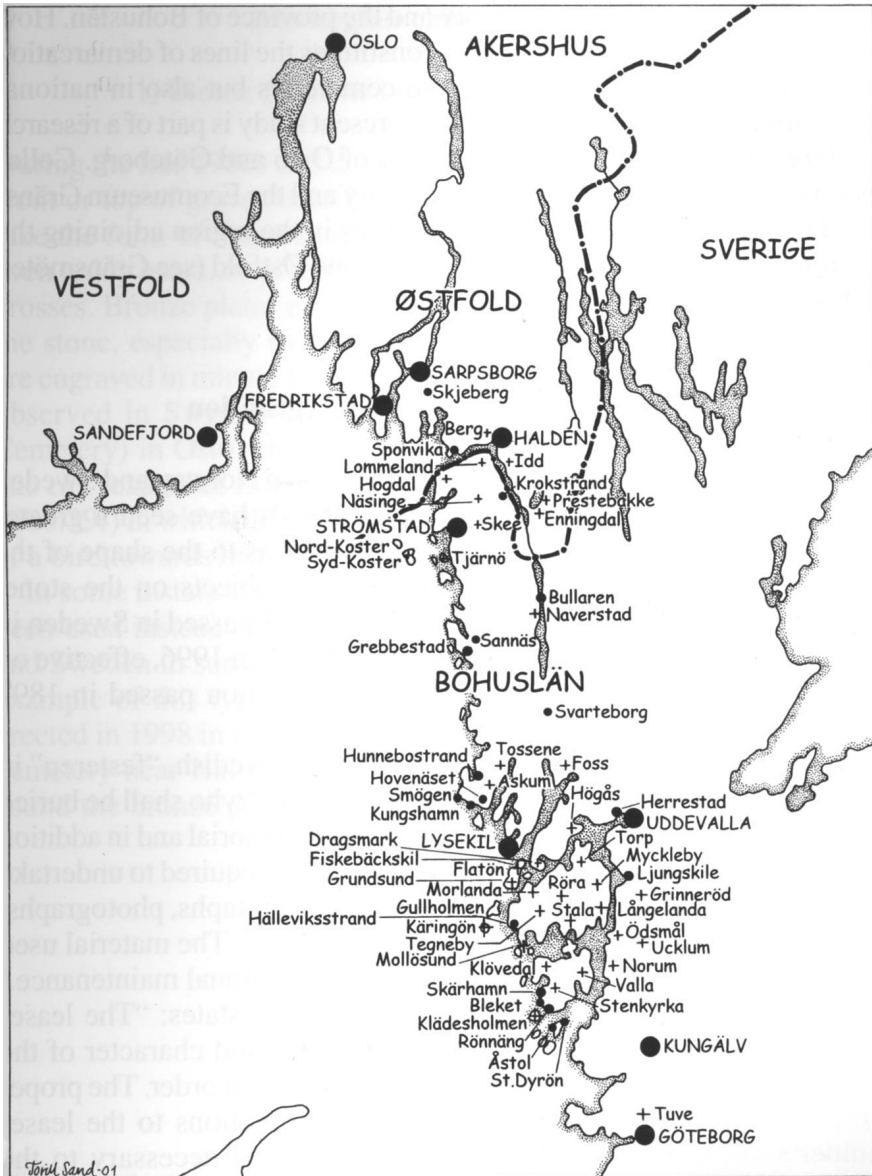 OSLO
AKERSHUS
SVERIGE
VESTFOLD
ØSTFOLD
SARPSBORG
Skjeberg
FREDRIKSTAD
SANDEFJORD
Berg
HALDEN
Sponvika
Idd
Lommeland
Hogdal
Krokstrand
Näsinge
Prestebakke
Enningdal
STRÖMSTAD
Skee
Nord-Koster
Syd-Koster
Tjärnö
Bullaren
Naverstad
Sannäs
Grebbestad
BOHUSLÄN
Svarteborg
Tossene
Hunnebostrand
Foss
Hovenäset
Askum
Smögen
Högås
Herrestad
Kungshamn
UDDEVALLA
Dragsmark
LYSEKIL
Torp
Fiskebäckskil
Flatön
Myckleby
Grundsund
Röra
Ljungskile
Morlanda
Grinneröd
Gullholmen
Stala
Långelanda
Hälleviksstrand
Käringön
Ödsmål
Tegneby
Ucklum
Mollösund
Klövedal
Norum
Valla
Skärhamn
Stenkyrka
Bleket
Klädesholmen
Rönnäng
KUNGÄLV
Åstol
St.Dyrön
Tuve
GÖTEBORG
Torill Sand-01